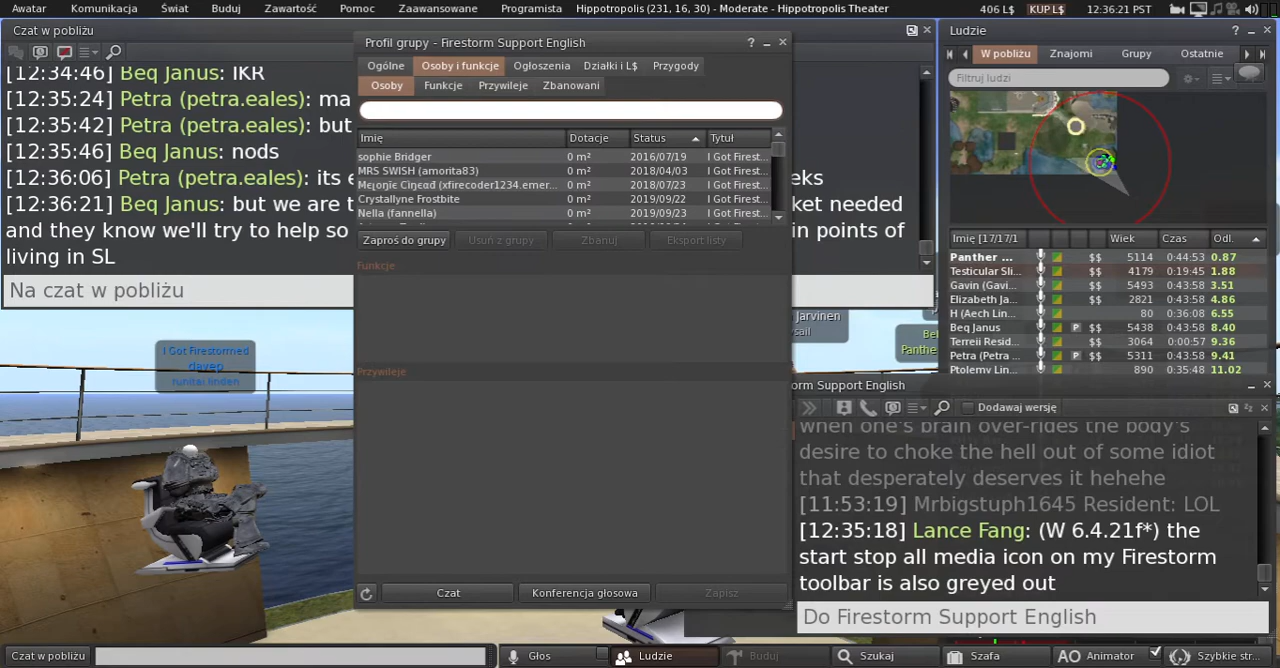 Awatar Komunikacja Świat Buduj Zawartość Pomoc Zaawansowane Programista Hippotropolis (231, 16, 30) - Moderate - Hippotropolis Theater 406 L$ KUP L$ 12:36:21 PST
Czat w pobliżu
[12:34:46] Beq Janus: IKR
[12:35:24] Petra (petra.eales): ma
[12:35:42] Petra (petra.eales): but
[12:35:46] Beq Janus: nods
[12:36:06] Petra (petra.eales): its e
[12:36:21] Beq Janus: but we are t
ket needed
and they know we'll try to help so
in points of
living in SL
Na czat w pobliżu
Profil grupy - Firestorm Support English
Ogólne Osoby i funkcje Ogłoszenia Działki i L$ Przygody
Osoby Funkcje Przywileje Zbanowani
Imię Dotacje Status Tytuł
sophie Bridger 0 m² 2016/07/19 I Got Firest...
MRS SWISH (amorita83) 0 m² 2018/04/03 I Got Firest...
(xfirecoder1234.emer... 0 m² 2018/07/23 I Got Firest...
Crystallyne Frostbite 0 m² 2019/09/22 I Got Firest...
Nella (fannella) 0 m² 2019/09/23 I Got Firest...
Zaproś do grupy Usuń z grupy Zbanuj Eksport listy
Funkcje
Przywileje
Czat Konferencja głosowa Zapisz
Ludzie
W pobliżu Znajomi Grupy Ostatnie
Filtruj ludzi
Imię [17/17/1 Wiek Czas Odl.
Panther ... 5114 0:44:53 0.87
Testicular Sli... $$ 4179 0:19:45 1.88
Gavin (Gavi... $$ 5493 0:43:58 3.51
Elizabeth Ja... $$ 2821 0:43:58 4.86
H (Aech Lin... 80 0:36:08 6.55
Beq Janus P $$ 5438 0:43:58 8.40
Terreii Resid... $$ 3064 0:00:57 9.36
Petra (Petra ... P $$ 5311 0:43:58 9.41
Ptolemy Lin... 890 0:35:48 11.02
Jarvinen
sail
Panthe
I Got Firestormed
davep
runitai linden
orm Support English
Dodawaj wersję
when one's brain over-rides the body's
desire to choke the hell out of some idiot
that desperately deserves it hehehe
[11:53:19] Mrbigstuph1645 Resident: LOL
[12:35:18] Lance Fang: (W 6.4.21f*) the
start stop all media icon on my Firestorm
toolbar is also greyed out
Do Firestorm Support English
Czat w pobliżu Głos Ludzie Buduj Szukaj Szafa AO Animator Szybkie str...